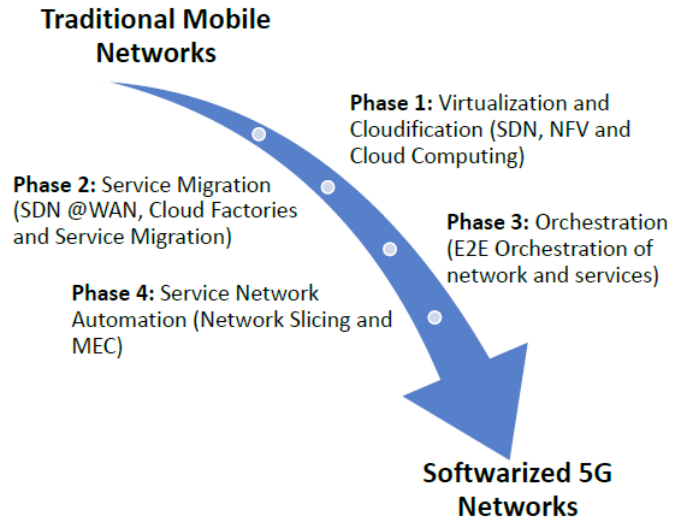 Traditional Mobile
Networks
Phase 1: Virtualization and
Cloudification (SDN, NFV and
Cloud Computing)
Phase 2: Service Migration
(SDN @WAN, Cloud Factories
and Service Migration)
Phase 3: Orchestration
(E2E Orchestration of
network and services)
Phase 4: Service Network
Automation (Network Slicing and
MEC)
Softwarized 5G
Networks